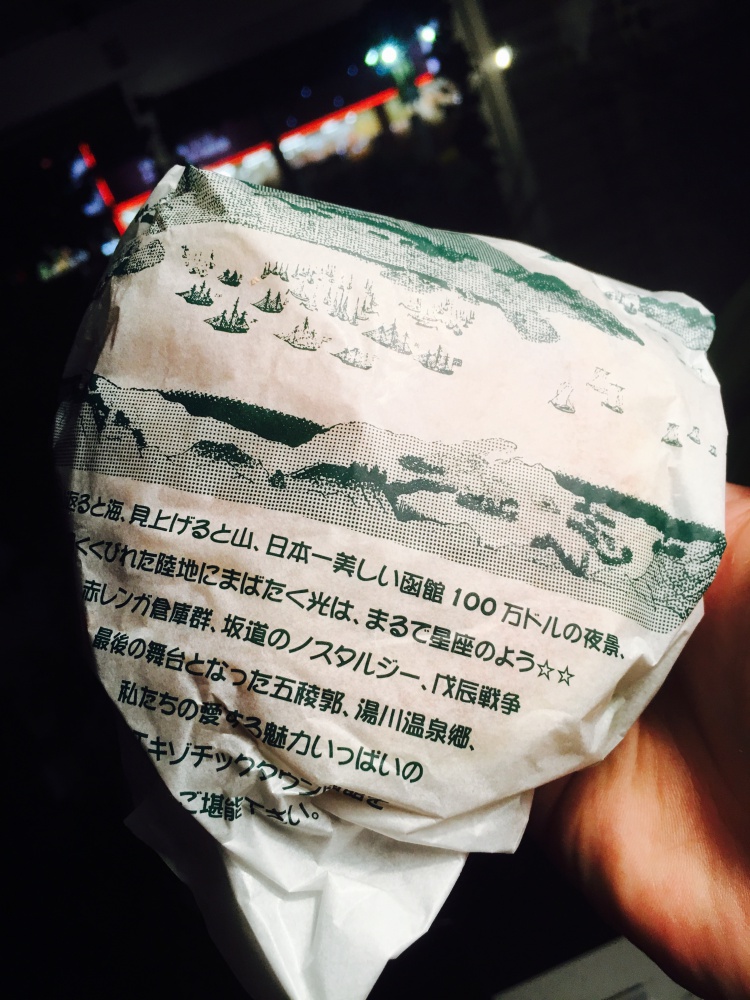 返ると海、見上げると山、日本一美しい函館100万ドルの夜景、
くびれた陸地にまばたく光は、まるで星座のよう☆☆
赤レンガ倉庫群、坂道のノスタルジー、戊辰戦争
最後の舞台となった五稜郭、湯川温泉郷、
私たちの愛する魅力いっぱいの
エキゾチックタウン
ご堪能下さい。